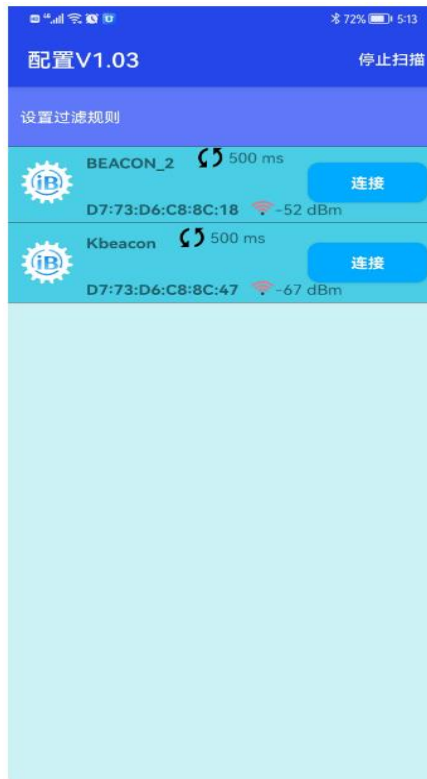 72% 5:13
配置V1.03 停止扫描
设置过滤规则
BEACON_2 500 ms
iB 连接
D7:73:D6:C8:8C:18 -52 dBm
Kbeacon 500 ms
iB 连接
D7:73:D6:C8:8C:47 -67 dBm